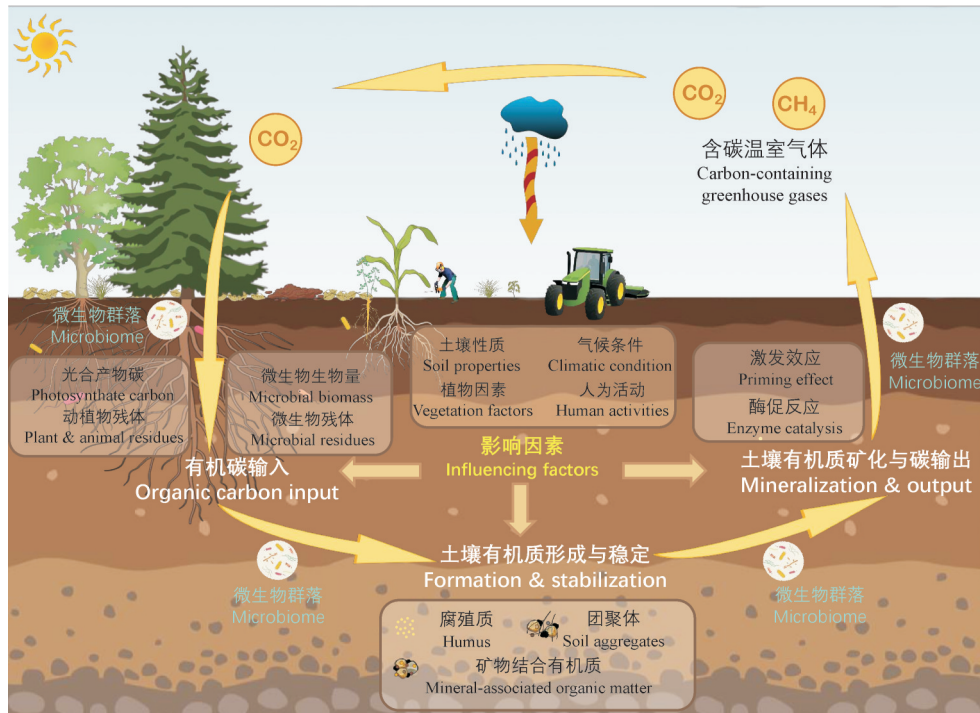 CO2
CH4
CO2
含碳温室气体
Carbon-containing
greenhouse gases
微生物群落
Microbiome
光合产物碳
Photosynthate carbon
动植物残体
Plant & animal residues
微生物生物量
Microbial biomass
微生物残体
Microbial residues
有机碳输入
Organic carbon input
土壤性质
Soil properties
植物因素
Vegetation factors
气候条件
Climatic condition
人为活动
Human activities
影响因素
Influencing factors
激发效应
Priming effect
酶促反应
Enzyme catalysis
微生物群落
Microbiome
土壤有机质矿化与碳输出
Mineralization & output
土壤有机质形成与稳定
Formation & stabilization
微生物群落
Microbiome
微生物群落
Microbiome
腐殖质
Humus
团聚体
Soil aggregates
矿物结合有机质
Mineral-associated organic matter